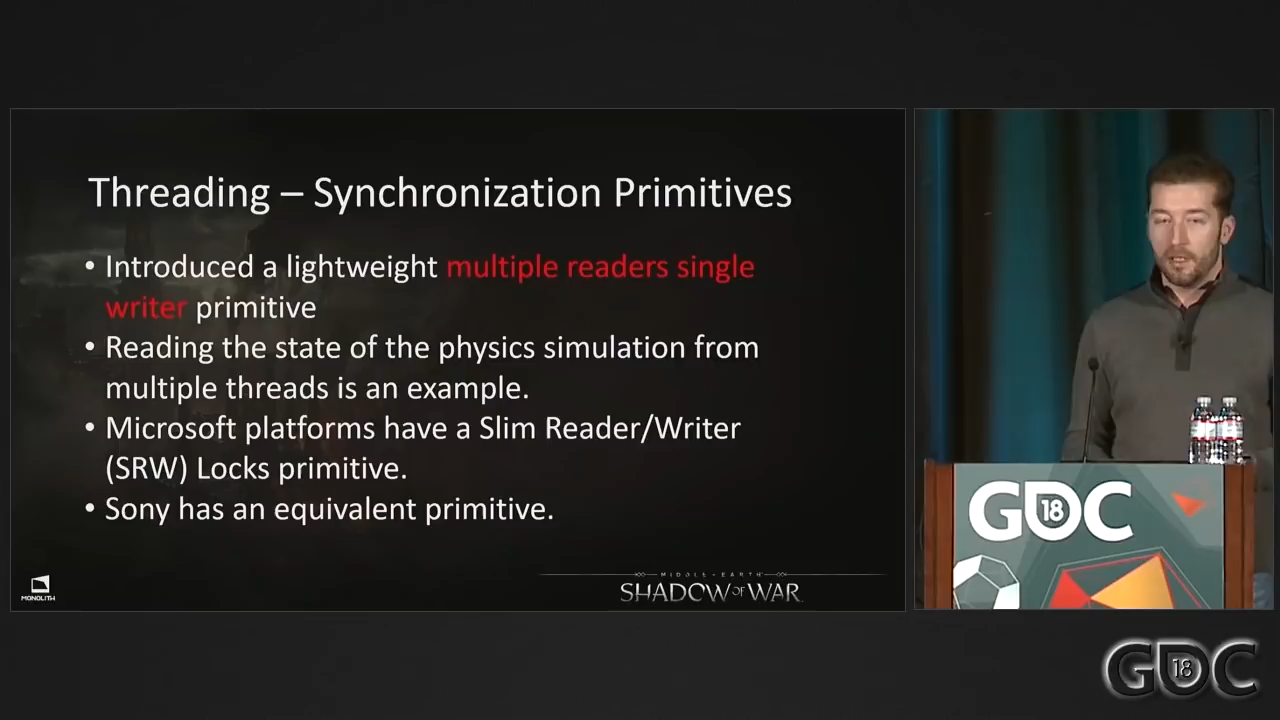 Threading – Synchronization Primitives
• Introduced a lightweight multiple readers single
writer primitive
• Reading the state of the physics simulation from
multiple threads is an example.
• Microsoft platforms have a Slim Reader/Writer
(SRW) Locks primitive.
• Sony has an equivalent primitive.
MONOLITH
MIDDLE-EARTH
SHADOW OF WAR
GDC
18
GDC
18